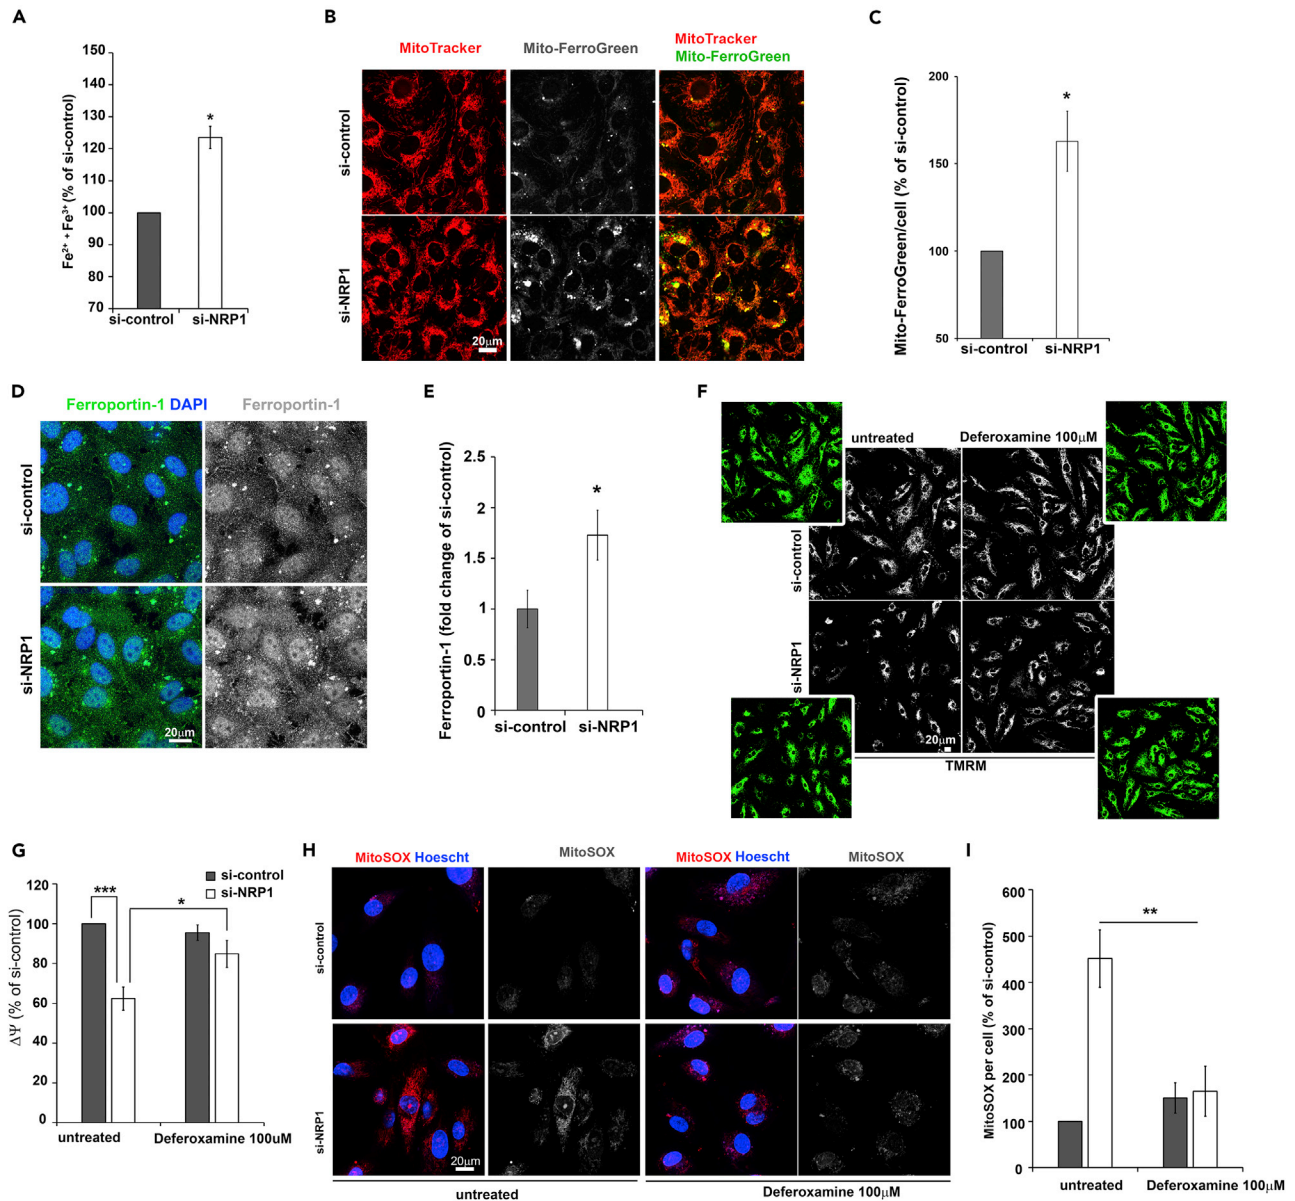 A
150
140
130
120
110
100
90
80
70
Fe²⁺ + Fe³⁺ (% of si-control)
*
si-control
si-NRP1
B
MitoTracker
Mito-FerroGreen
MitoTracker
Mito-FerroGreen
si-control
si-NRP1
20µm
C
200
150
100
50
Mito-FerroGreen/cell (% of si-control)
*
si-control
si-NRP1
D
Ferroportin-1 DAPI
Ferroportin-1
si-control
si-NRP1
20µm
E
2.5
2
1.5
1
0.5
0
Ferroportin-1 (fold change of si-control)
*
si-control
si-NRP1
F
untreated
Deferoxamine 100µM
si-control
si-NRP1
20µm
TMRM
G
si-control
si-NRP1
120
100
80
60
40
20
0
ΔΨ (% of si-control)
***
*
untreated
Deferoxamine 100uM
H
MitoSOX Hoescht
MitoSOX
MitoSOX Hoescht
MitoSOX
si-control
si-NRP1
20µm
untreated
Deferoxamine 100µM
I
600
500
400
300
200
100
0
MitoSOX per cell (% of si-control)
**
untreated
Deferoxamine 100µM